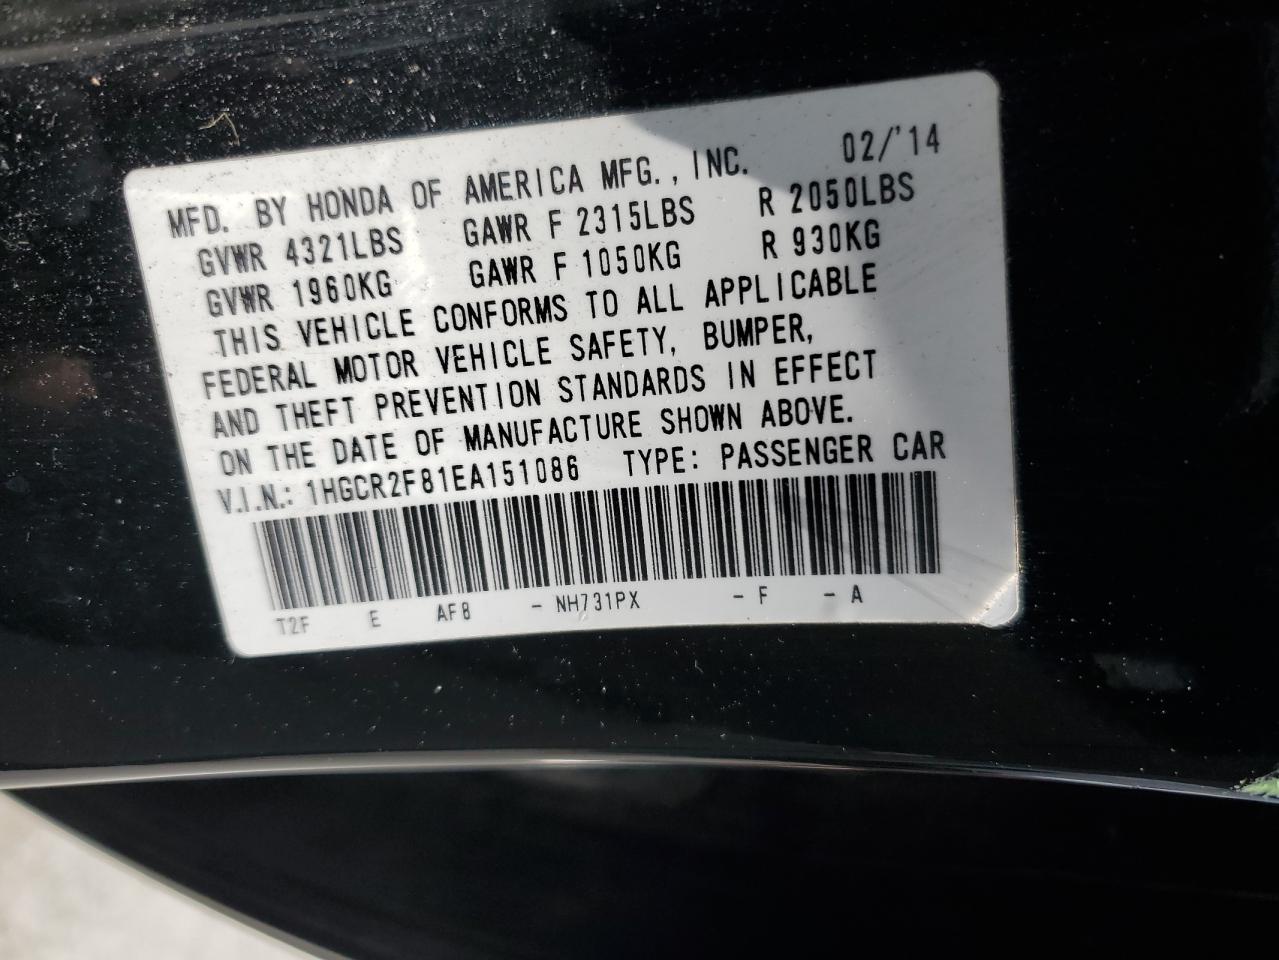 MFD. BY HONDA OF AMERICA MFG., INC. 02/'14
GVWR 4321LBS GAWR F 2315LBS R 2050LBS
GVWR 1960KG GAWR F 1050KG R 930KG
THIS VEHICLE CONFORMS TO ALL APPLICABLE
FEDERAL MOTOR VEHICLE SAFETY, BUMPER,
AND THEFT PREVENTION STANDARDS IN EFFECT
ON THE DATE OF MANUFACTURE SHOWN ABOVE.
V.I.N.: 1HGCR2F81EA151086 TYPE: PASSENGER CAR
T2F E AF8 - NH731PX - F - A